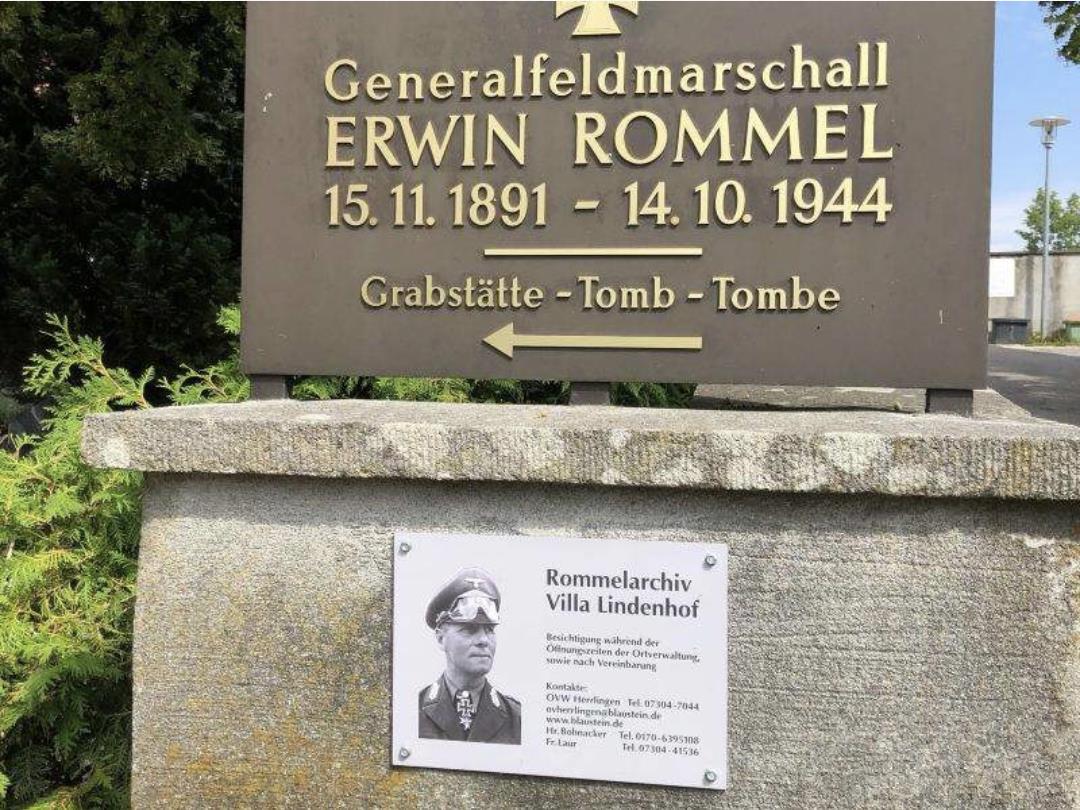 Generalfeldmarschall
ERWIN ROMMEL
15.11.1891 - 14.10.1944
Grabstätte - Tomb - Tombe
Rommelarchiv
Villa Lindenhof
Besichtigung während der
Öffnungszeiten der Ortverwaltung,
sowie nach Vereinbarung
Kontakte:
OVW Herrlingen Tel. 07304-7044
ovherrlingen@blaustein.de
www.blaustein.de
Hr. Bohnacker Tel. 0170-6395108
Fr. Laur Tel. 07304-41536